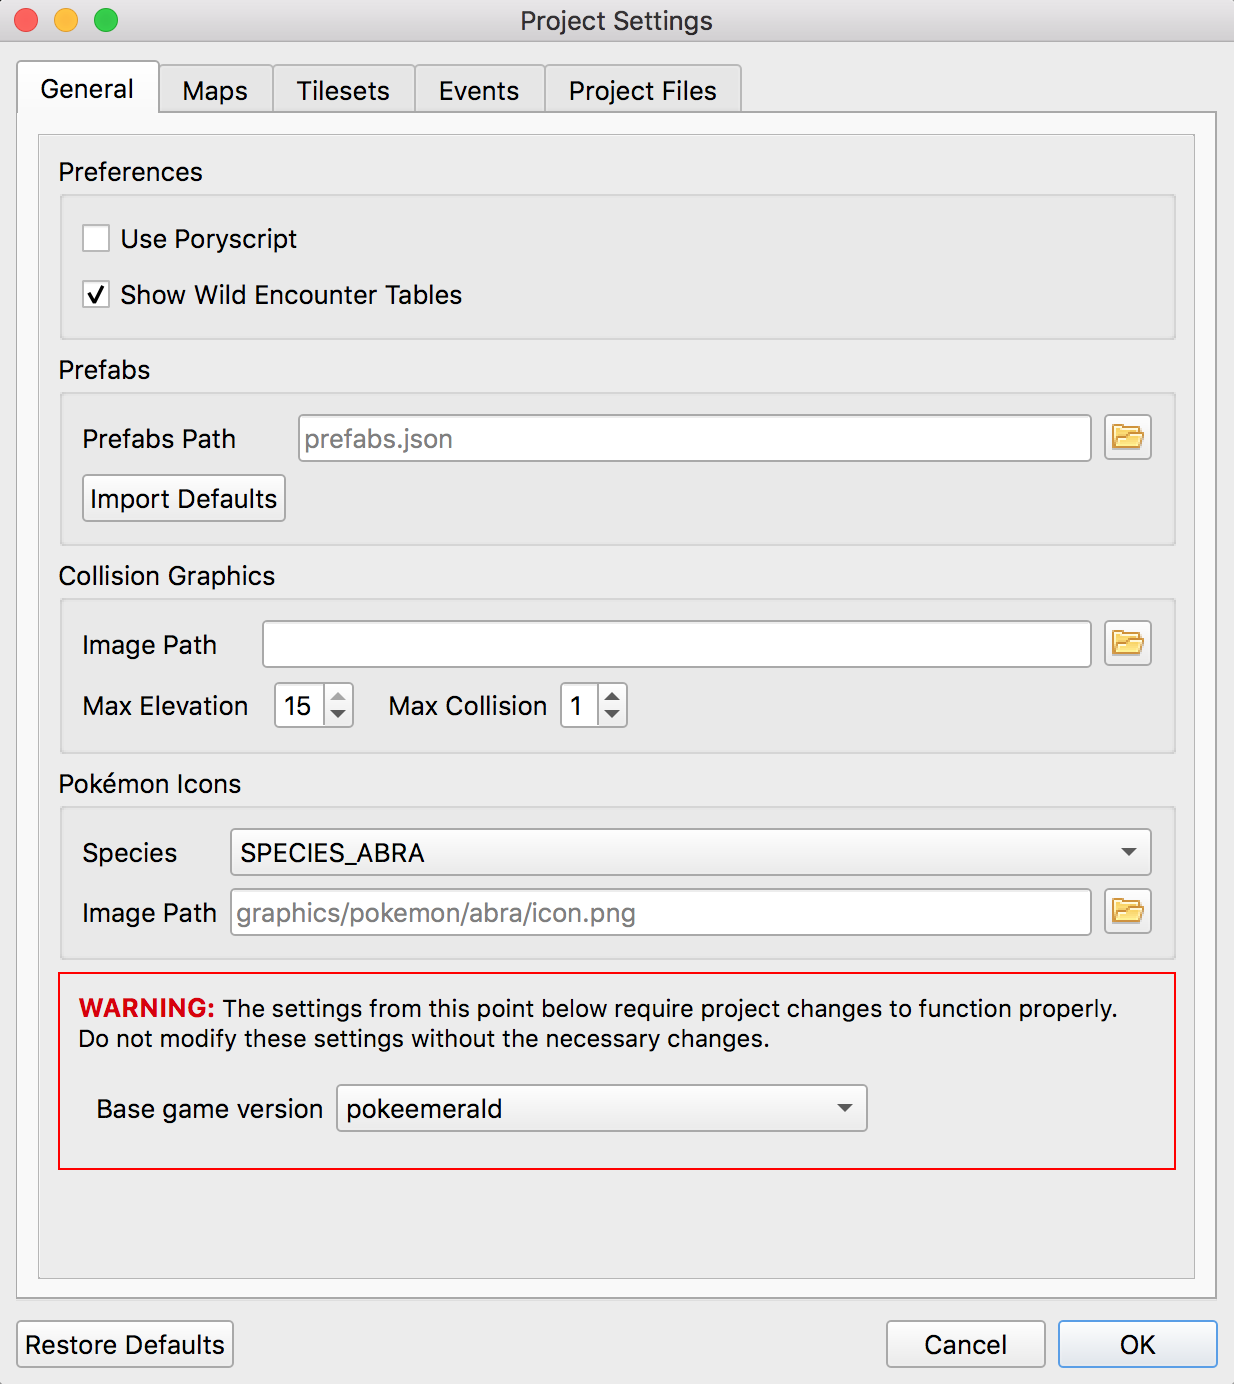 Project Settings
General Maps Tilesets Events Project Files
Preferences
Use Poryscript
Show Wild Encounter Tables
Prefabs
Prefabs Path prefabs.json
Import Defaults
Collision Graphics
Image Path
Max Elevation 15 Max Collision 1
Pokémon Icons
Species SPECIES_ABRA
Image Path graphics/pokemon/abra/icon.png
WARNING: The settings from this point below require project changes to function properly.
Do not modify these settings without the necessary changes.
Base game version pokeemerald
Restore Defaults Cancel OK